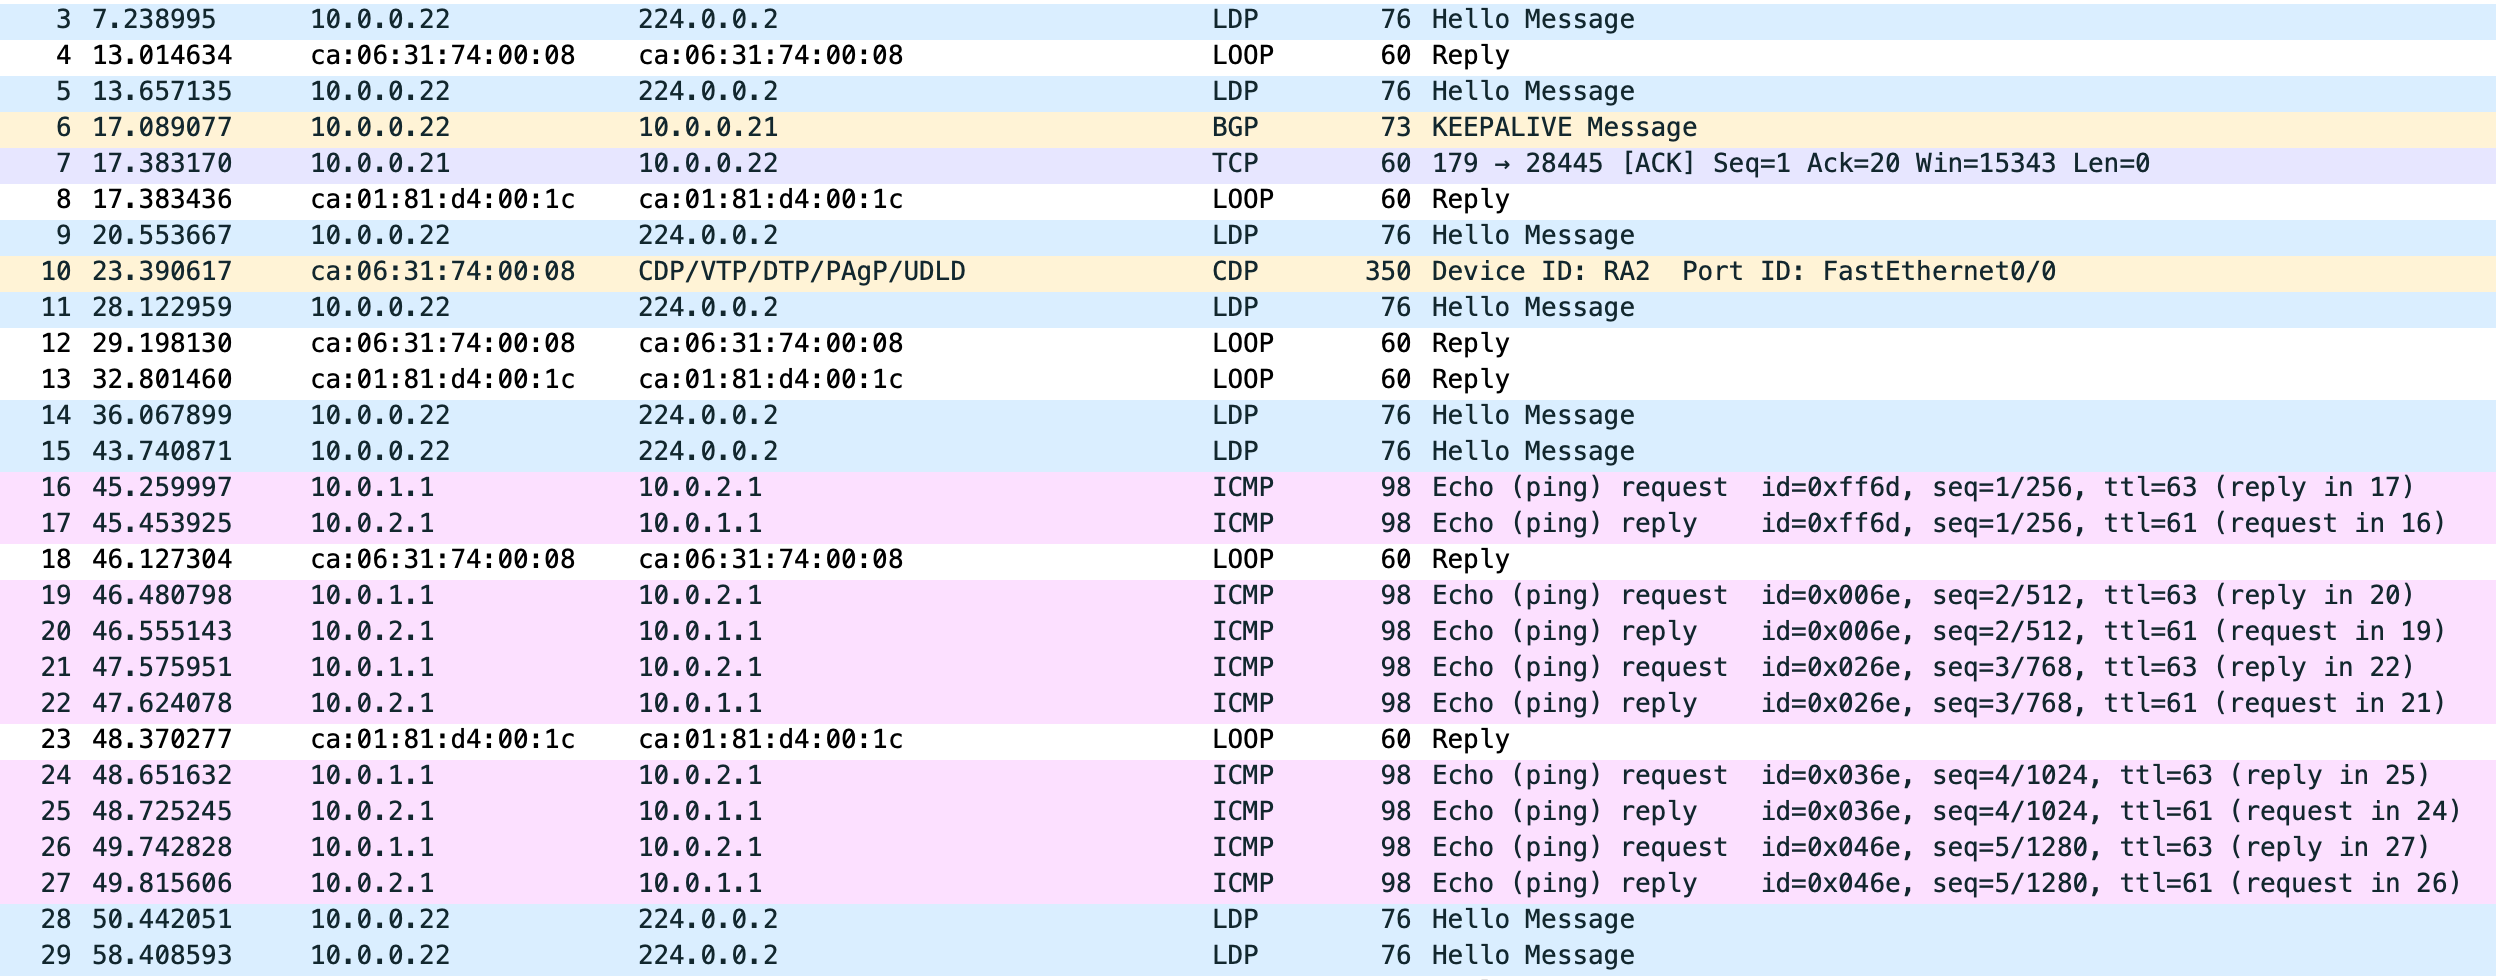 3 7.238995 10.0.0.22 224.0.0.2 LDP 76 Hello Message
4 13.014634 ca:06:31:74:00:08 ca:06:31:74:00:08 LOOP 60 Reply
5 13.657135 10.0.0.22 224.0.0.2 LDP 76 Hello Message
6 17.089077 10.0.0.22 10.0.0.21 BGP 73 KEEPALIVE Message
7 17.383170 10.0.0.21 10.0.0.22 TCP 60 179 → 28445 [ACK] Seq=1 Ack=20 Win=15343 Len=0
8 17.383436 ca:01:81:d4:00:1c ca:01:81:d4:00:1c LOOP 60 Reply
9 20.553667 10.0.0.22 224.0.0.2 LDP 76 Hello Message
10 23.390617 ca:06:31:74:00:08 CDP/VTP/DTP/PAgP/UDLD CDP 350 Device ID: RA2 Port ID: FastEthernet0/0
11 28.122959 10.0.0.22 224.0.0.2 LDP 76 Hello Message
12 29.198130 ca:06:31:74:00:08 ca:06:31:74:00:08 LOOP 60 Reply
13 32.801460 ca:01:81:d4:00:1c ca:01:81:d4:00:1c LOOP 60 Reply
14 36.067899 10.0.0.22 224.0.0.2 LDP 76 Hello Message
15 43.740871 10.0.0.22 224.0.0.2 LDP 76 Hello Message
16 45.259997 10.0.1.1 10.0.2.1 ICMP 98 Echo (ping) request id=0xff6d, seq=1/256, ttl=63 (reply in 17)
17 45.453925 10.0.2.1 10.0.1.1 ICMP 98 Echo (ping) reply id=0xff6d, seq=1/256, ttl=61 (request in 16)
18 46.127304 ca:06:31:74:00:08 ca:06:31:74:00:08 LOOP 60 Reply
19 46.480798 10.0.1.1 10.0.2.1 ICMP 98 Echo (ping) request id=0x006e, seq=2/512, ttl=63 (reply in 20)
20 46.555143 10.0.2.1 10.0.1.1 ICMP 98 Echo (ping) reply id=0x006e, seq=2/512, ttl=61 (request in 19)
21 47.575951 10.0.1.1 10.0.2.1 ICMP 98 Echo (ping) request id=0x026e, seq=3/768, ttl=63 (reply in 22)
22 47.624078 10.0.2.1 10.0.1.1 ICMP 98 Echo (ping) reply id=0x026e, seq=3/768, ttl=61 (request in 21)
23 48.370277 ca:01:81:d4:00:1c ca:01:81:d4:00:1c LOOP 60 Reply
24 48.651632 10.0.1.1 10.0.2.1 ICMP 98 Echo (ping) request id=0x036e, seq=4/1024, ttl=63 (reply in 25)
25 48.725245 10.0.2.1 10.0.1.1 ICMP 98 Echo (ping) reply id=0x036e, seq=4/1024, ttl=61 (request in 24)
26 49.742828 10.0.1.1 10.0.2.1 ICMP 98 Echo (ping) request id=0x046e, seq=5/1280, ttl=63 (reply in 27)
27 49.815606 10.0.2.1 10.0.1.1 ICMP 98 Echo (ping) reply id=0x046e, seq=5/1280, ttl=61 (request in 26)
28 50.442051 10.0.0.22 224.0.0.2 LDP 76 Hello Message
29 58.408593 10.0.0.22 224.0.0.2 LDP 76 Hello Message